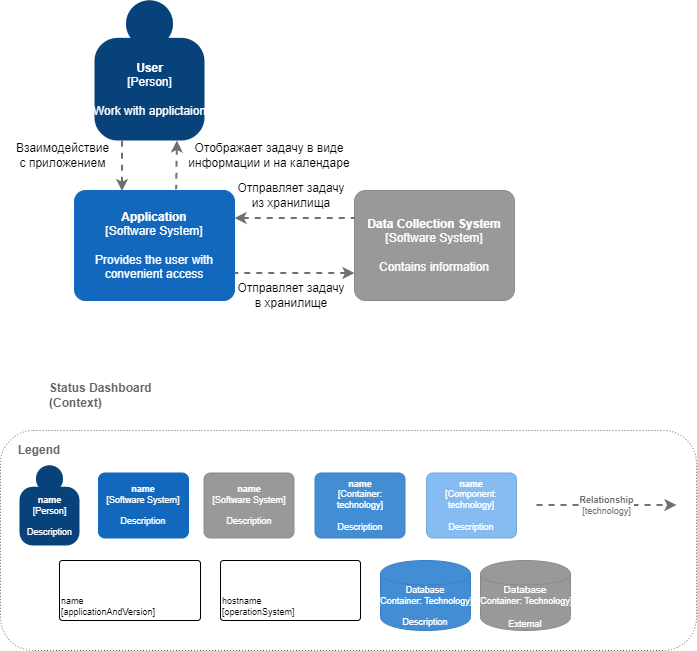 User
[Person]
Work with applictaion
Взаимодействие
с приложением
Отображает задачу в виде
информации и на календаре
Отправляет задачу
из хранилища
Application
[Software System]
Provides the user with
convenient access
Data Collection System
[Software System]
Contains information
Отправляет задачу
в хранилище
Status Dashboard
(Context)
Legend
name
[Person]
Description
name
[Software System]
Description
name
[Software System]
Description
name
[Container:
technology]
Description
name
[Component:
technology]
Description
Relationship
[technology]
name
[applicationAndVersion]
hostname
[operationSystem]
Database
Container: Technology]
Description
Database
Container: Technology]
External